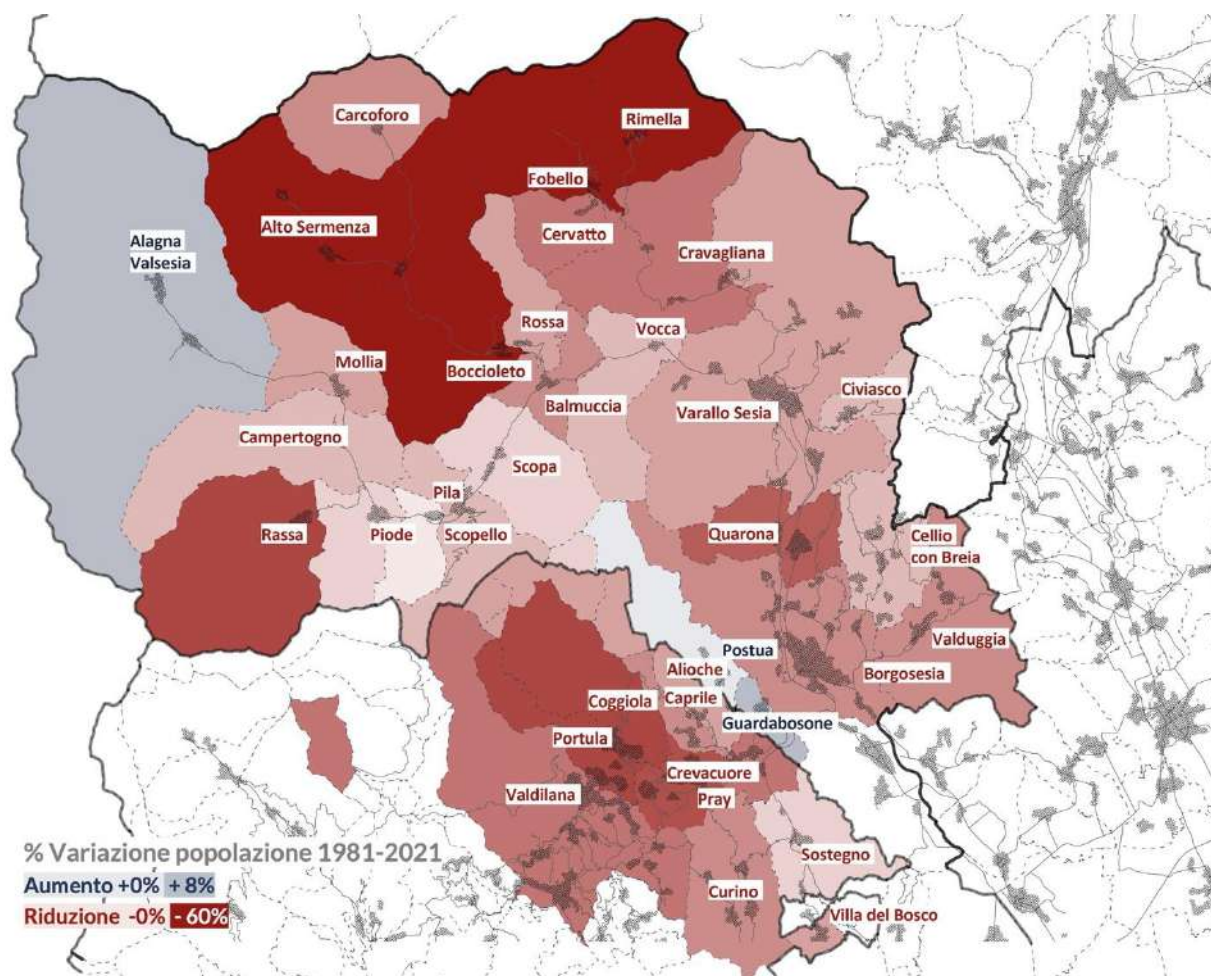 Carcoforo
Rimella
Fobello
Alto Sermenza
Cervatto
Alagna
Valsesia
Cravagliana
Rossa
Vocca
Mollia
Boccioleto
Civiasco
Balmuccia
Varallo Sesia
Campertogno
Scopa
Pila
Rassa
Piode
Scopello
Quarona
Cellio
con Breia
Valduggia
Postua
Alioche
Borgosesia
Coggiola
Caprile
Guardabosone
Portula
Crevacuore
Valdilana
Pray
Sostegno
Curino
Villa del Bosco
% Variazione popolazione 1981-2021
Aumento +0% + 8%
Riduzione -0% - 60%